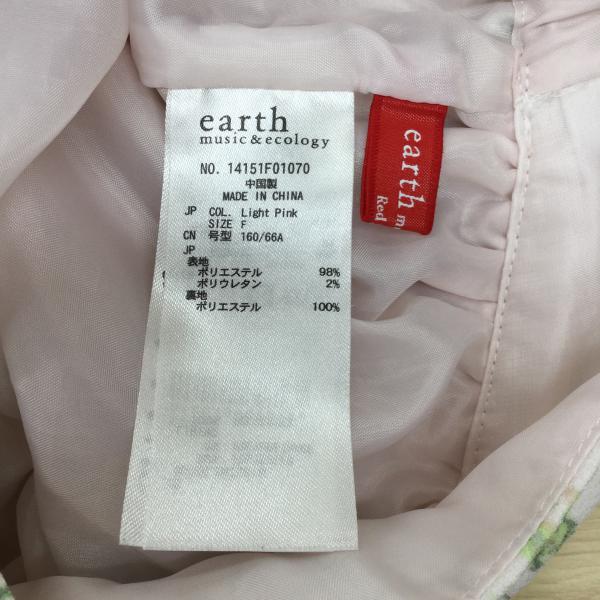 earth
music&ecology
NO. 14151F01070
中国製
MADE IN CHINA
JP COL. Light Pink
SIZE F
CN 号型 160/66A
JP
表地
ポリエステル 98%
ポリウレタン 2%
裏地
ポリエステル 100%
earth
Red